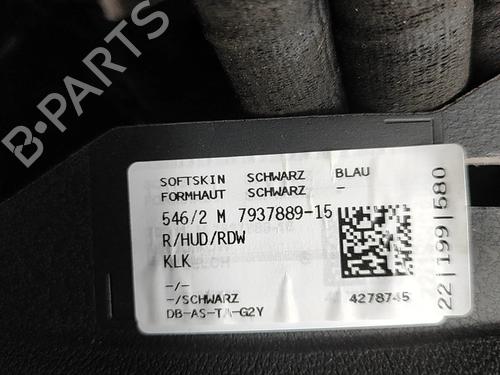 SOFTSKIN SCHWARZ BLAU
FORMHAUT SCHWARZ -
546/2 M 7937889-15
R/HUD/RDW
KLK
-/-
-/SCHWARZ
DB-AS-TA-G2Y
4278745
22|199|580
B-PARTS